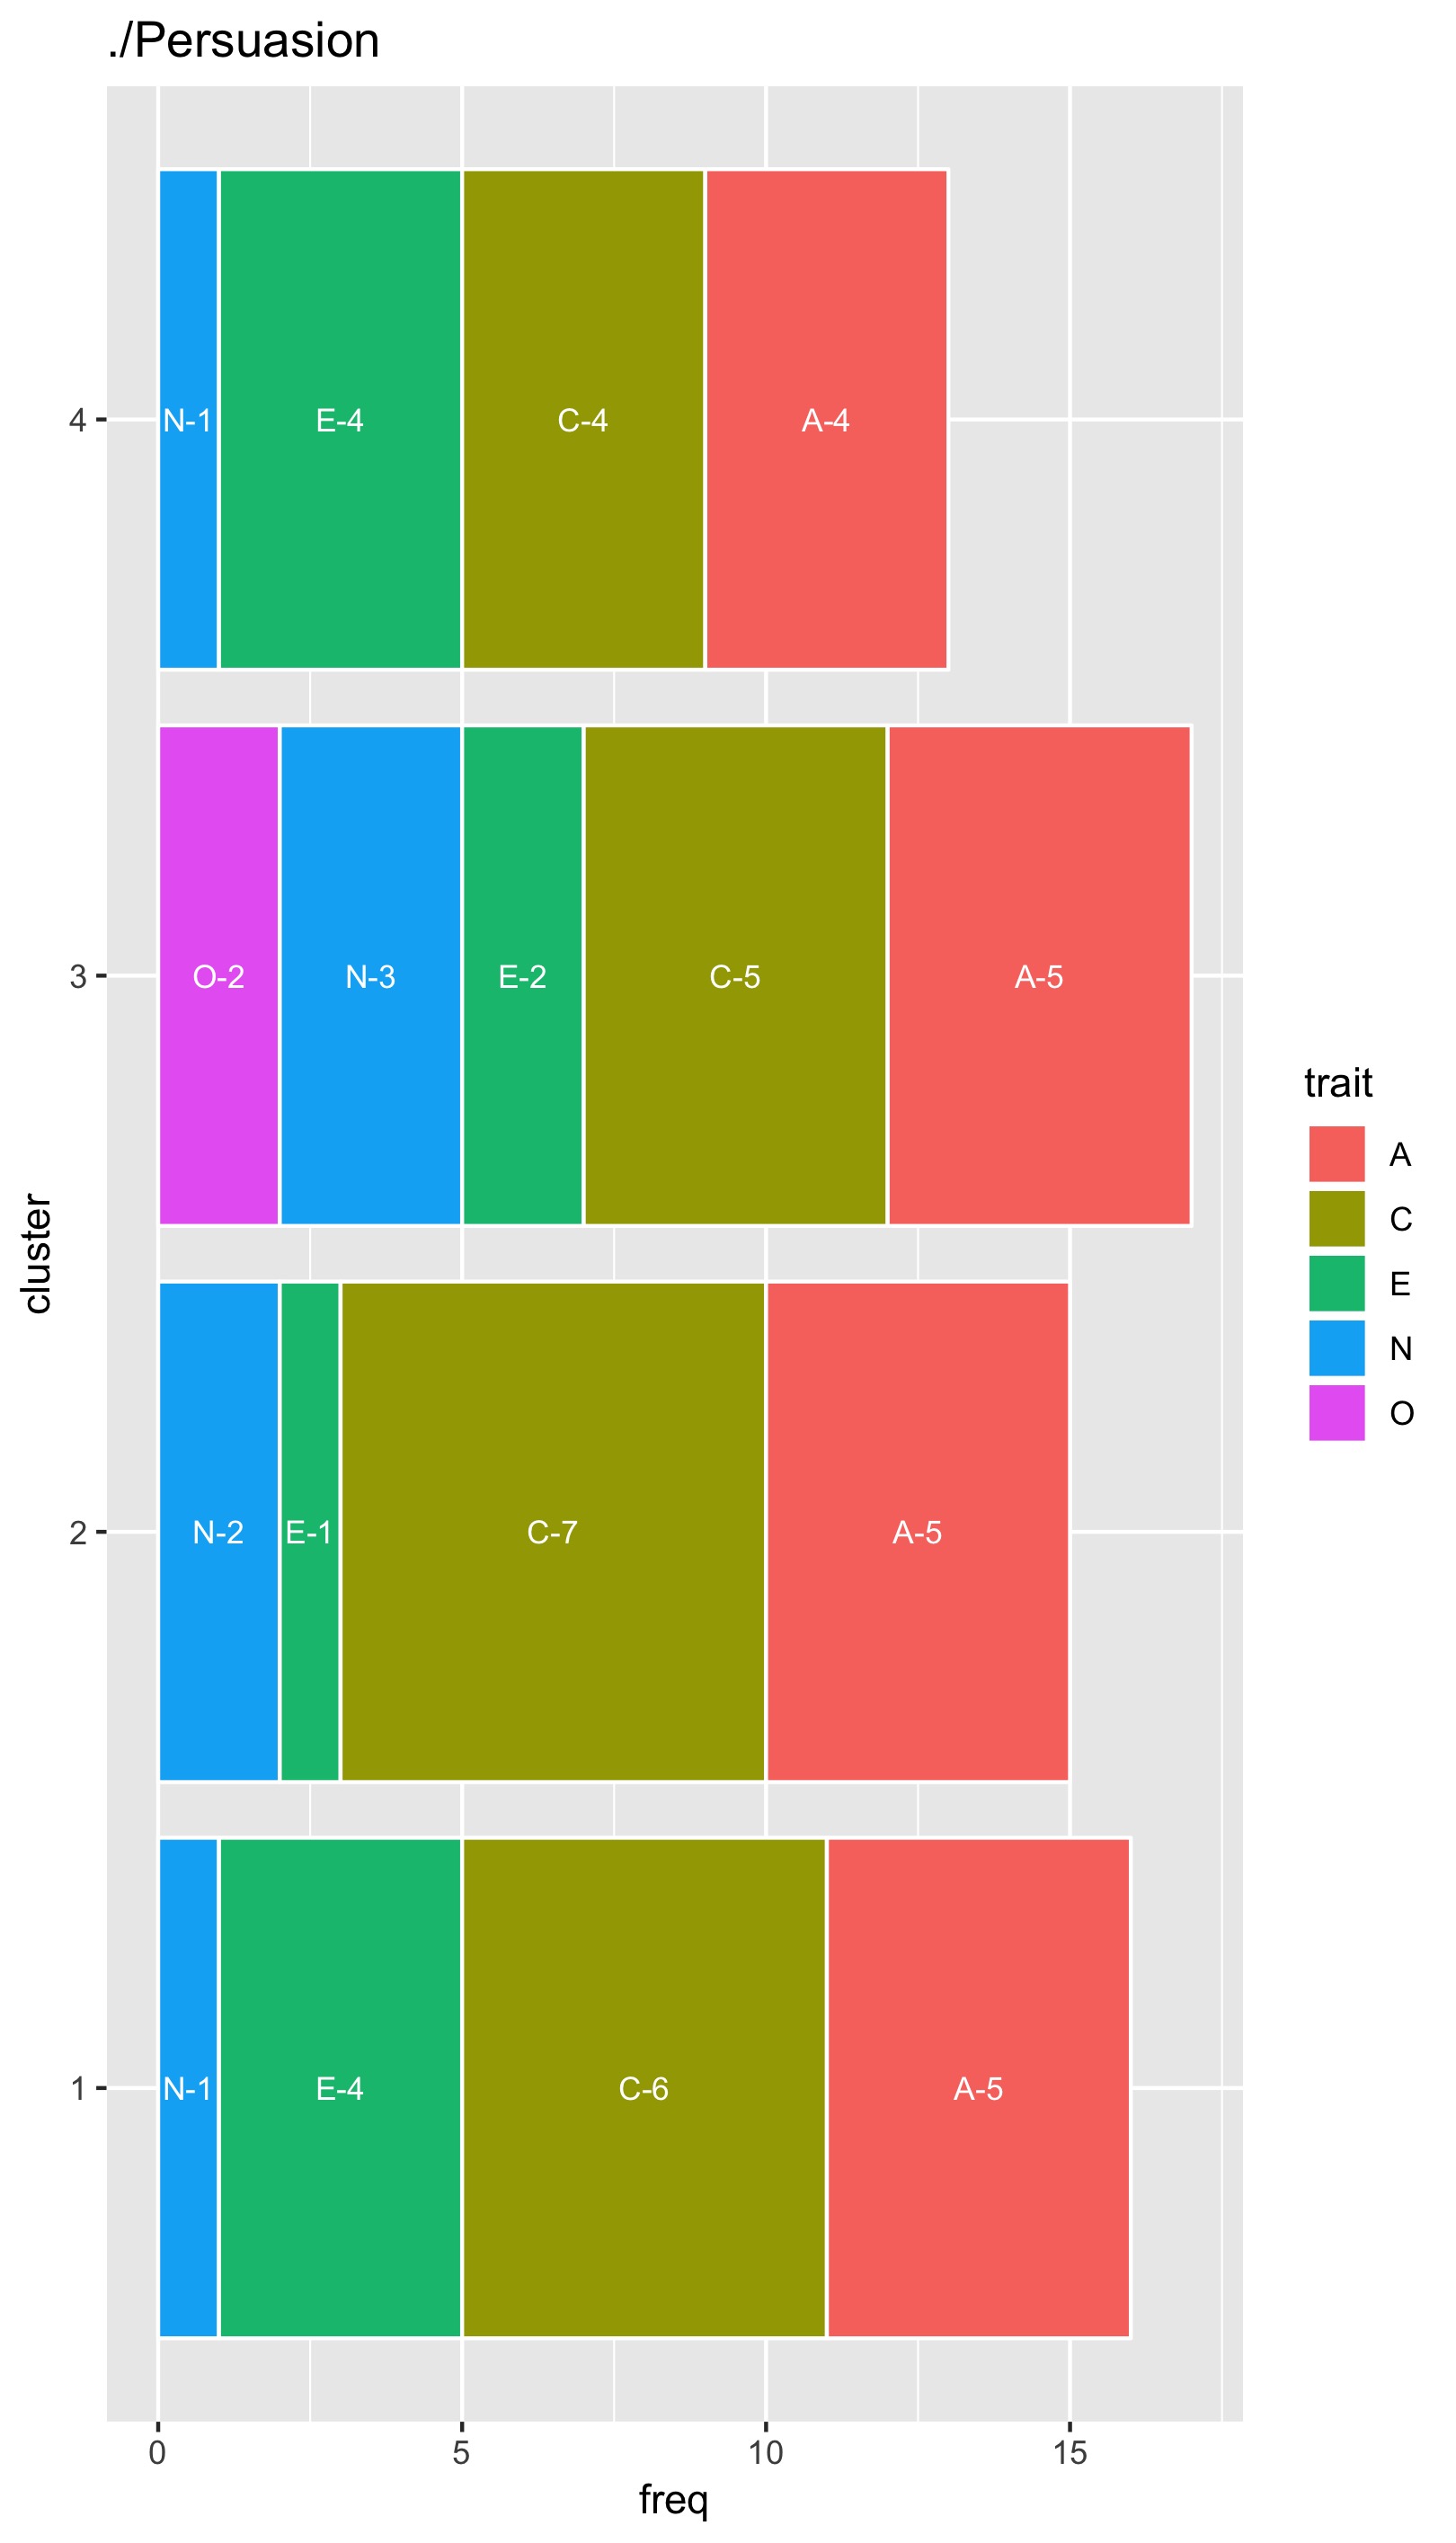 ./Persuasion
4
N-1 E-4 C-4 A-4
3
O-2 N-3 E-2 C-5 A-5
2
N-2 E-1 C-7 A-5
1
N-1 E-4 C-6 A-5
0 5 10 15
freq
cluster
trait
A
C
E
N
O